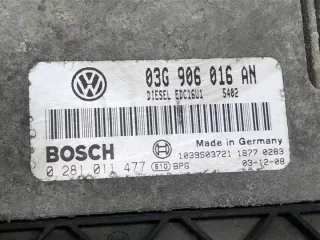 03G 906 016 AN
DIESEL EDC16U1 5402
BOSCH
Made in Germany
1039S03721 1877 0283
0 281 011 477 810 BPG 03-12-08